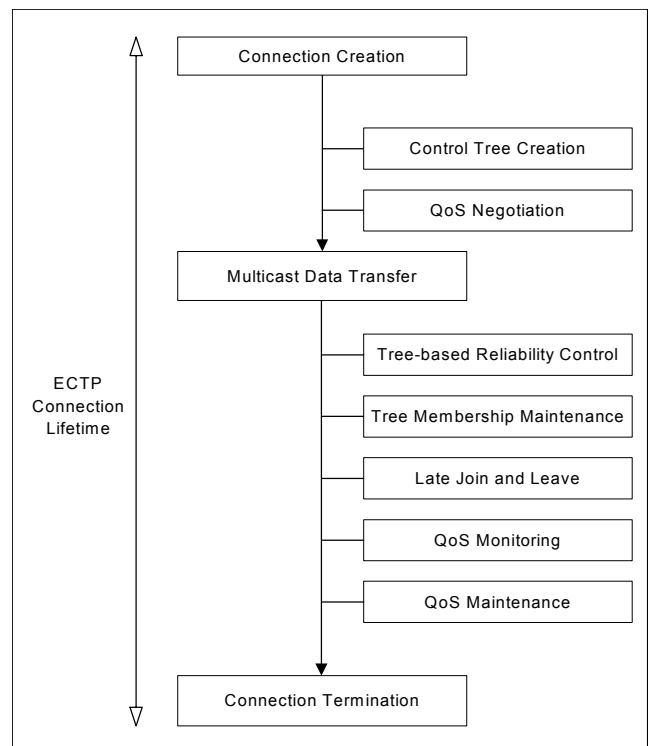 Connection Creation
Control Tree Creation
QoS Negotiation
Multicast Data Transfer
Tree-based Reliability Control
ECTP
Connection
Lifetime
Tree Membership Maintenance
Late Join and Leave
QoS Monitoring
QoS Maintenance
Connection Termination